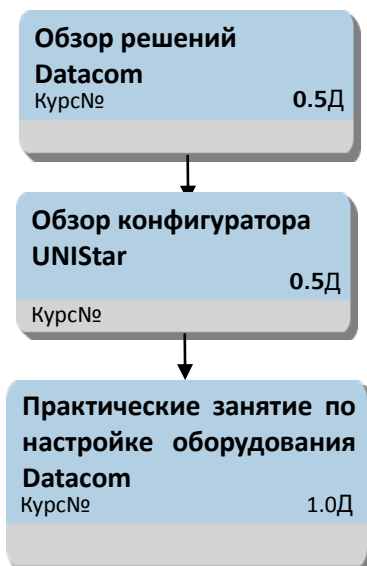 Обзор решений
Datacom
Курс№ 0.5Д
Обзор конфигуратора
UNIStar
0.5Д
Курс№
Практические занятие по
настройке оборудования
Datacom
Курс№ 1.0Д